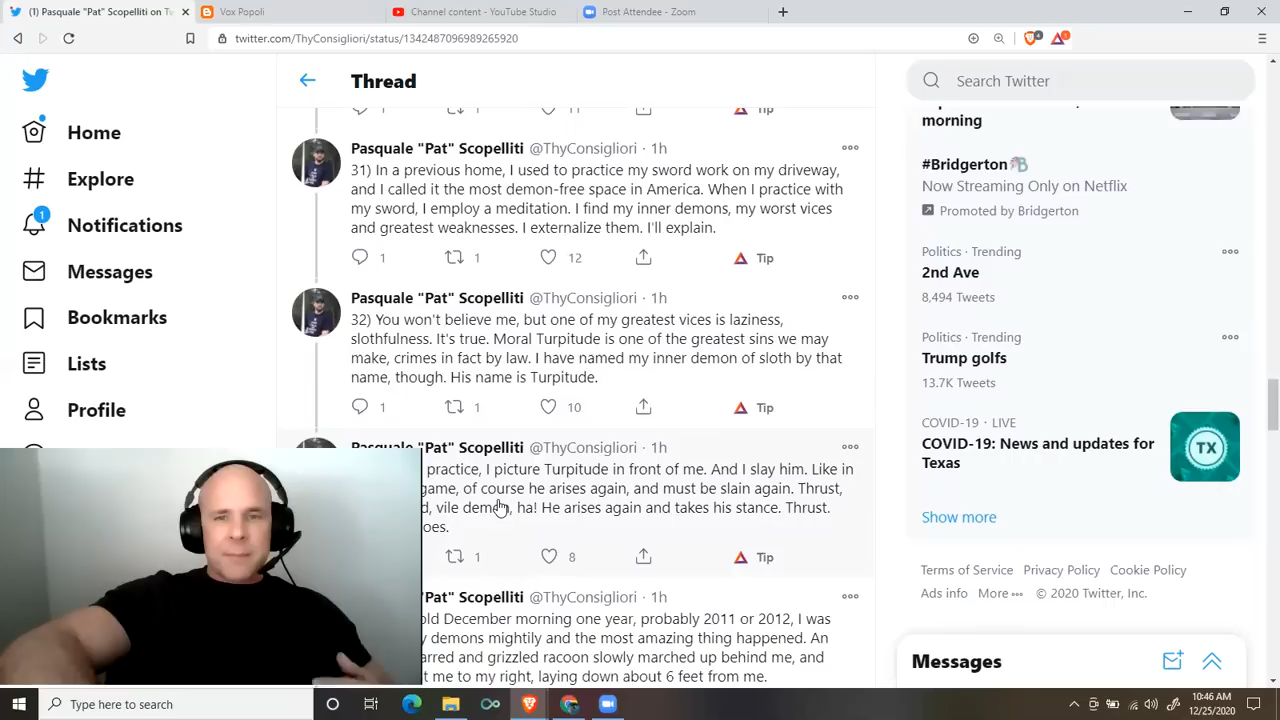 (1) Pasquale "Pat" Scopelliti on Tw
Vox Popoli
Channel content - YouTube Studio
Post Attendee - Zoom
twitter.com/ThyConsigliori/status/1342487096989265920
Home
Explore
1
Notifications
Messages
Bookmarks
Lists
Profile
Thread
1
1
11
Tip
Pasquale "Pat" Scopelliti @ThyConsigliori · 1h
31) In a previous home, I used to practice my sword work on my driveway,
and I called it the most demon-free space in America. When I practice with
my sword, I employ a meditation. I find my inner demons, my worst vices
and greatest weaknesses. I externalize them. I'll explain.
1
1
12
Tip
Pasquale "Pat" Scopelliti @ThyConsigliori · 1h
32) You won't believe me, but one of my greatest vices is laziness,
slothfulness. It's true. Moral Turpitude is one of the greatest sins we may
make, crimes in fact by law. I have named my inner demon of sloth by that
name, though. His name is Turpitude.
1
1
10
Tip
Pasquale "Pat" Scopelliti @ThyConsigliori · 1h
practice, I picture Turpitude in front of me. And I slay him. Like in
game, of course he arises again, and must be slain again. Thrust,
d, vile demon, ha! He arises again and takes his stance. Thrust.
oes.
1
8
Tip
"Pat" Scopelliti @ThyConsigliori · 1h
old December morning one year, probably 2011 or 2012, I was
y demons mightily and the most amazing thing happened. An
arred and grizzled racoon slowly marched up behind me, and
t me to my right, laying down about 6 feet from me.
Search Twitter
morning
#Bridgerton
Now Streaming Only on Netflix
Promoted by Bridgerton
Politics · Trending
2nd Ave
8,494 Tweets
Politics · Trending
Trump golfs
13.7K Tweets
COVID-19 · LIVE
COVID-19: News and updates for
Texas
TX
Show more
Terms of Service Privacy Policy Cookie Policy
Ads info More © 2020 Twitter, Inc.
Messages
Type here to search
10:46 AM
12/25/2020